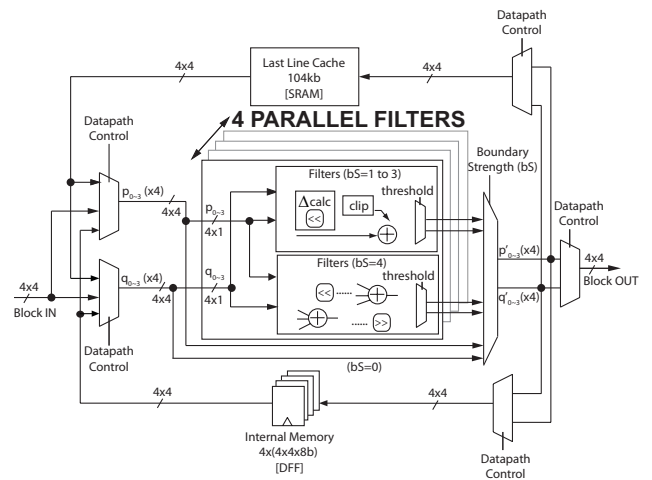 Datapath
Control
4x4
Last Line Cache
104kb
[SRAM]
4x4
4 PARALLEL FILTERS
Datapath
Control
Boundary
Strength (bS)
Filters (bS=1 to 3)
threshold
Δcalc
<<
clip
p0~3 (x4)
4x4
p0~3
4x1
Datapath
Control
p'0~3(x4)
4x4
Block OUT
q0~3 (x4)
4x4
q0~3
4x1
Filters (bS=4)
threshold
<<
>>
q'0~3(x4)
4x4
Block IN
Datapath
Control
(bS=0)
4x4
4x4
Internal Memory
4x(4x4x8b)
[DFF]
Datapath
Control